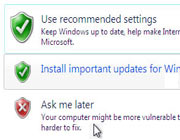 Use recommended settings
Keep Windows up to date, help make Inter
Microsoft.
Install important updates for Win
Ask me later
Your computer might be more vulnerable t
harder to fix.